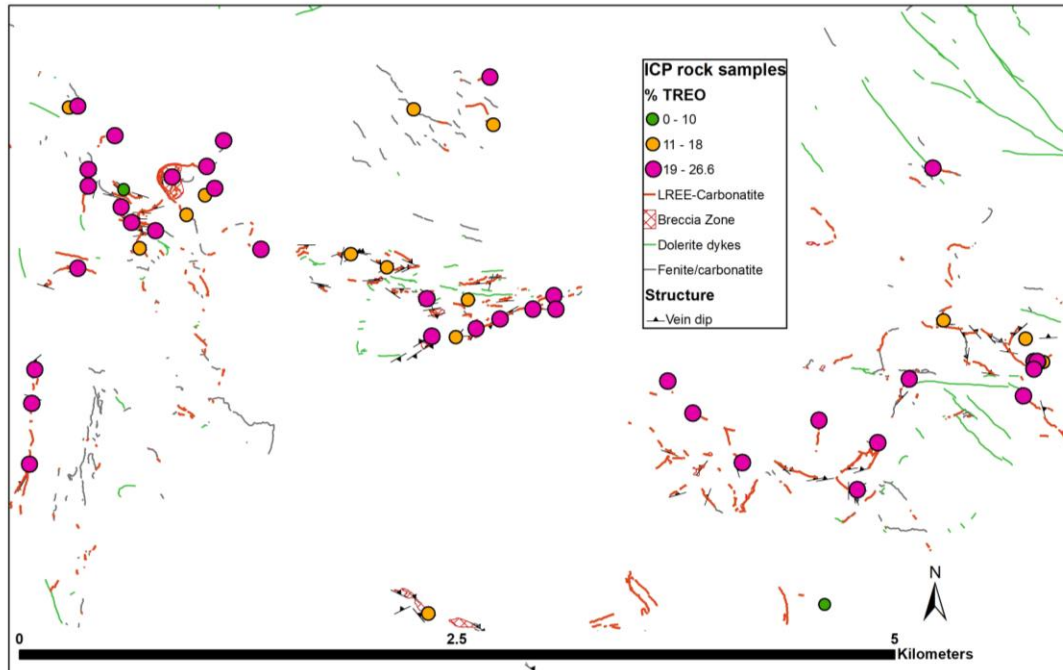 ICP rock samples
% TREO
0 - 10
11 - 18
19 - 26.6
LREE-Carbonatite
Breccia Zone
Dolerite dykes
Fenite/carbonatite
Structure
Vein dip
N
0 2.5 5
Kilometers